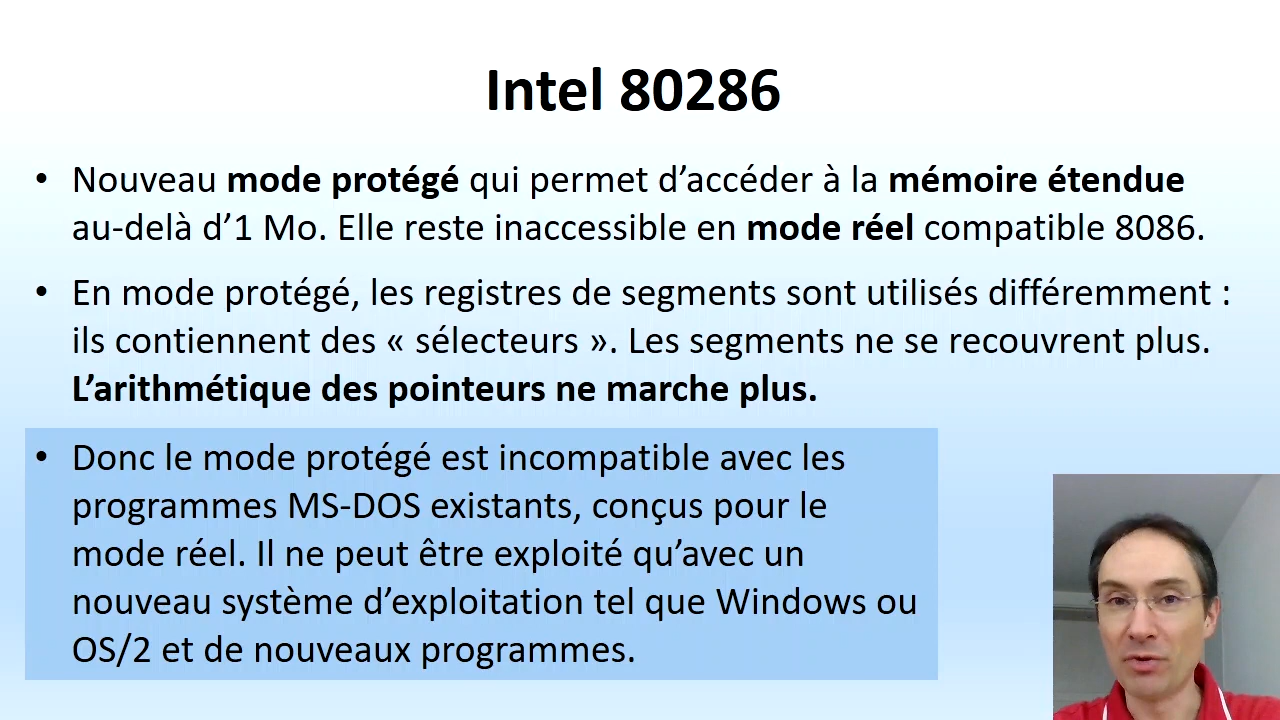 Intel 80286
• Nouveau mode protégé qui permet d’accéder à la mémoire étendue
au-delà d’1 Mo. Elle reste inaccessible en mode réel compatible 8086.
• En mode protégé, les registres de segments sont utilisés différemment :
ils contiennent des « sélecteurs ». Les segments ne se recouvrent plus.
L’arithmétique des pointeurs ne marche plus.
• Donc le mode protégé est incompatible avec les
programmes MS-DOS existants, conçus pour le
mode réel. Il ne peut être exploité qu’avec un
nouveau système d’exploitation tel que Windows ou
OS/2 et de nouveaux programmes.